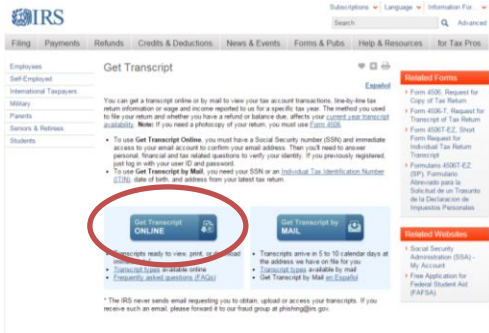 Subscriptions Language Information For...
IRS
Search Advanced
Filing Payments Refunds Credits & Deductions News & Events Forms & Pubs Help & Resources for Tax Pros
Employees
Self-Employed
International Taxpayers
Military
Parents
Seniors & Retirees
Students
Get Transcript
Español
You can get a transcript online or by mail to view your tax account transactions, line-by-line tax
return information or wage and income reported to us for a specific tax year. The method you used
to file your return and whether you have a refund or balance due, affects your current year transcript
availability. Note: If you need a photocopy of your return, you must use Form 4506.
• To use Get Transcript Online, you must have a Social Security number (SSN) and immediate
access to your email account to confirm your email address. Then you'll need to answer
personal, financial and tax related questions to verify your identity. If you previously registered,
just log in with your user ID and password.
• To use Get Transcript by Mail, you need your SSN or an Individual Tax Identification Number
(ITIN), date of birth, and address from your latest tax return.
Get Transcript
ONLINE
• Transcripts ready to view, print, or download
• Transcript types available online
• Frequently asked questions (FAQs)
Get Transcript by
MAIL
• Transcripts arrive in 5 to 10 calendar days at
the address we have on file for you
• Transcript types available by mail
• Get Transcript by Mail en Español
* The IRS never sends email requesting you to obtain, upload or access your transcripts. If you
receive such an email, please forward it to our fraud group at phishing@irs.gov.
Related Forms
Form 4506, Request for
Copy of Tax Return
Form 4506-T, Request for
Transcript of Tax Return
Form 4506T-EZ, Short
Form Request for
Individual Tax Return
Transcript
Formulario 4506T-EZ
(SP), Formulario
Abreviado para la
Solicitud de un Trasunto
de la Declaración de
Impuestos Personales
Related Websites
Social Security
Administration (SSA) -
My Account
Free Application for
Federal Student Aid
(FAFSA)